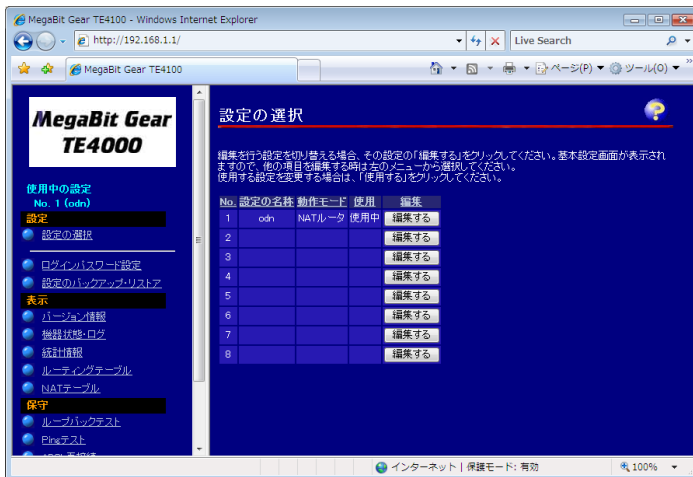 MegaBit Gear TE4100 - Windows Internet Explorer
http://192.168.1.1/
Live Search
MegaBit Gear TE4100
ページ(P)
ツール(O)
MegaBit Gear
TE4000
使用中の設定
No. 1 (odn)
設定
設定の選択
ログインパスワード設定
設定のバックアップ・リストア
表示
バージョン情報
機器状態・ログ
統計情報
ルーティングテーブル
NATテーブル
保守
ループバックテスト
Pingテスト
設定の選択
編集を行う設定を切り替える場合、その設定の「編集する」をクリックしてください。基本設定画面が表示され
ますので、他の項目を編集する時は左のメニューから選択してください。
使用する設定を変更する場合は、「使用する」をクリックしてください。
No. 設定の名称 動作モード 使用 編集
1 odn NATルータ 使用中 編集する
2 編集する
3 編集する
4 編集する
5 編集する
6 編集する
7 編集する
8 編集する
インターネット | 保護モード: 有効
100%